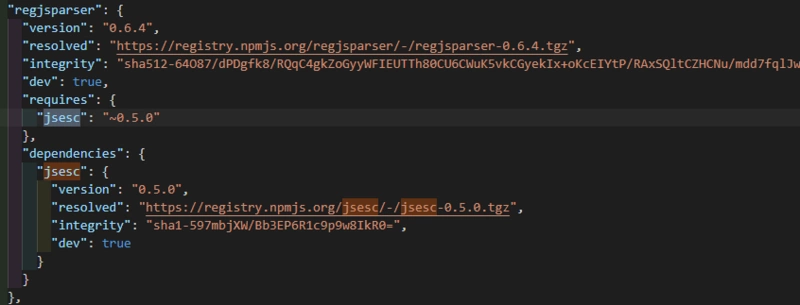 "regjsparser": {
"version": "0.6.4",
"resolved": "https://registry.npmjs.org/regjsparser/-/regjsparser-0.6.4.tgz",
"integrity": "sha512-64O87/dPDgfk8/RQqC4gkZoGyyWFIEUTTh80CU6CWuK5vkCGyekIx+oKcEIYtP/RAxSQltCZHCNu/mdd7fqlJw
"dev": true,
"requires": {
"jsesc": "~0.5.0"
},
"dependencies": {
"jsesc": {
"version": "0.5.0",
"resolved": "https://registry.npmjs.org/jsesc/-/jsesc-0.5.0.tgz",
"integrity": "sha1-597mbjXW/Bb3EP6R1c9p9w8IkR0=",
"dev": true
}
}
},